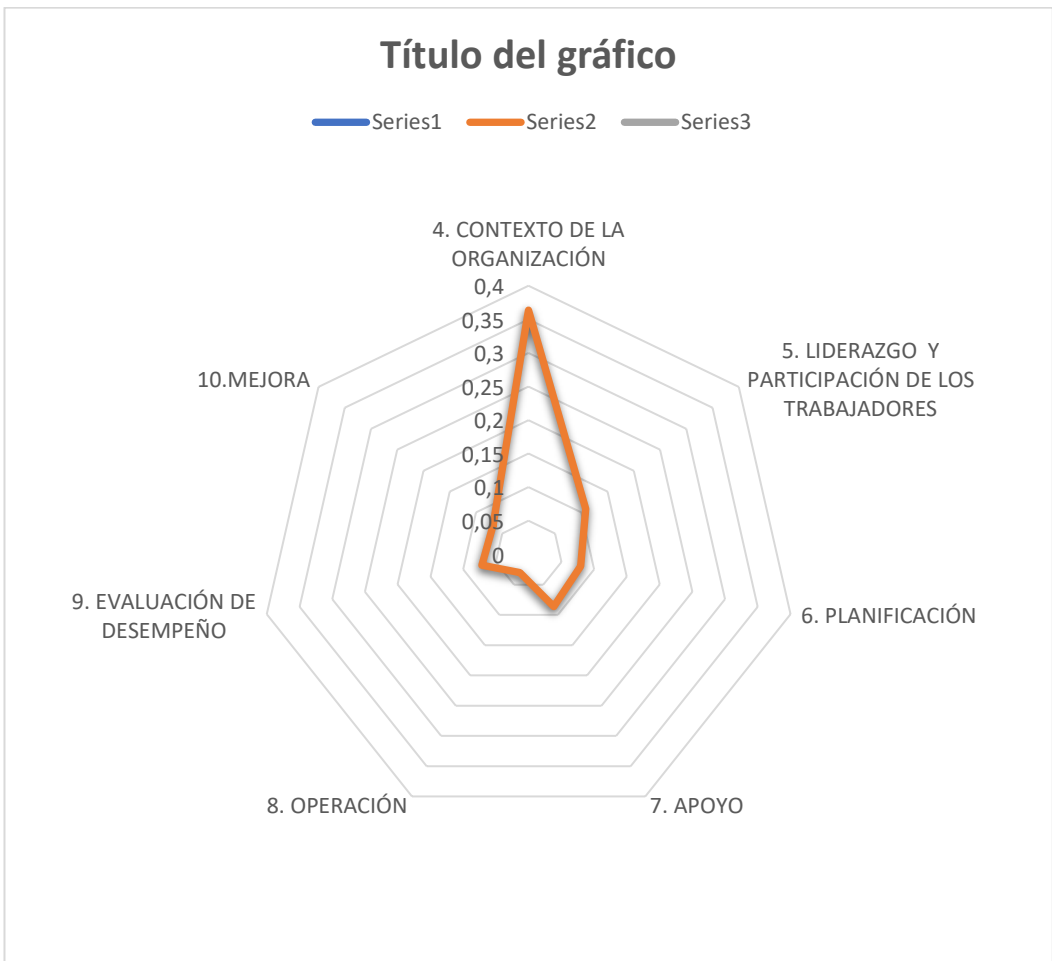 Título del gráfico
Series1 Series2 Series3
4. CONTEXTO DE LA
ORGANIZACIÓN
0,4
0,35
0,3
0,25
0,2
0,15
0,1
0,05
0
5. LIDERAZGO  Y
PARTICIPACIÓN DE LOS
TRABAJADORES
6. PLANIFICACIÓN
7. APOYO
8. OPERACIÓN
9. EVALUACIÓN DE
DESEMPEÑO
10.MEJORA